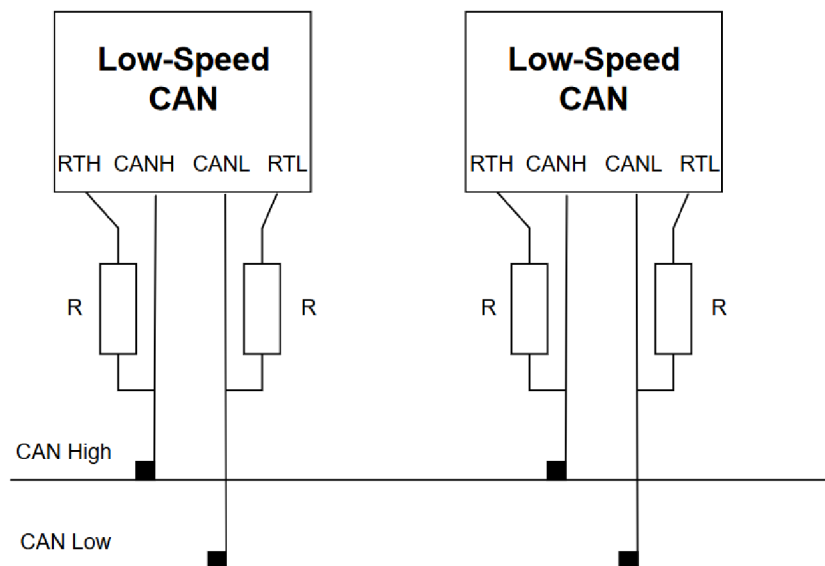 Low-Speed
CAN
RTH CANH CANL RTL
R
R
Low-Speed
CAN
RTH CANH CANL RTL
R
R
CAN High
CAN Low